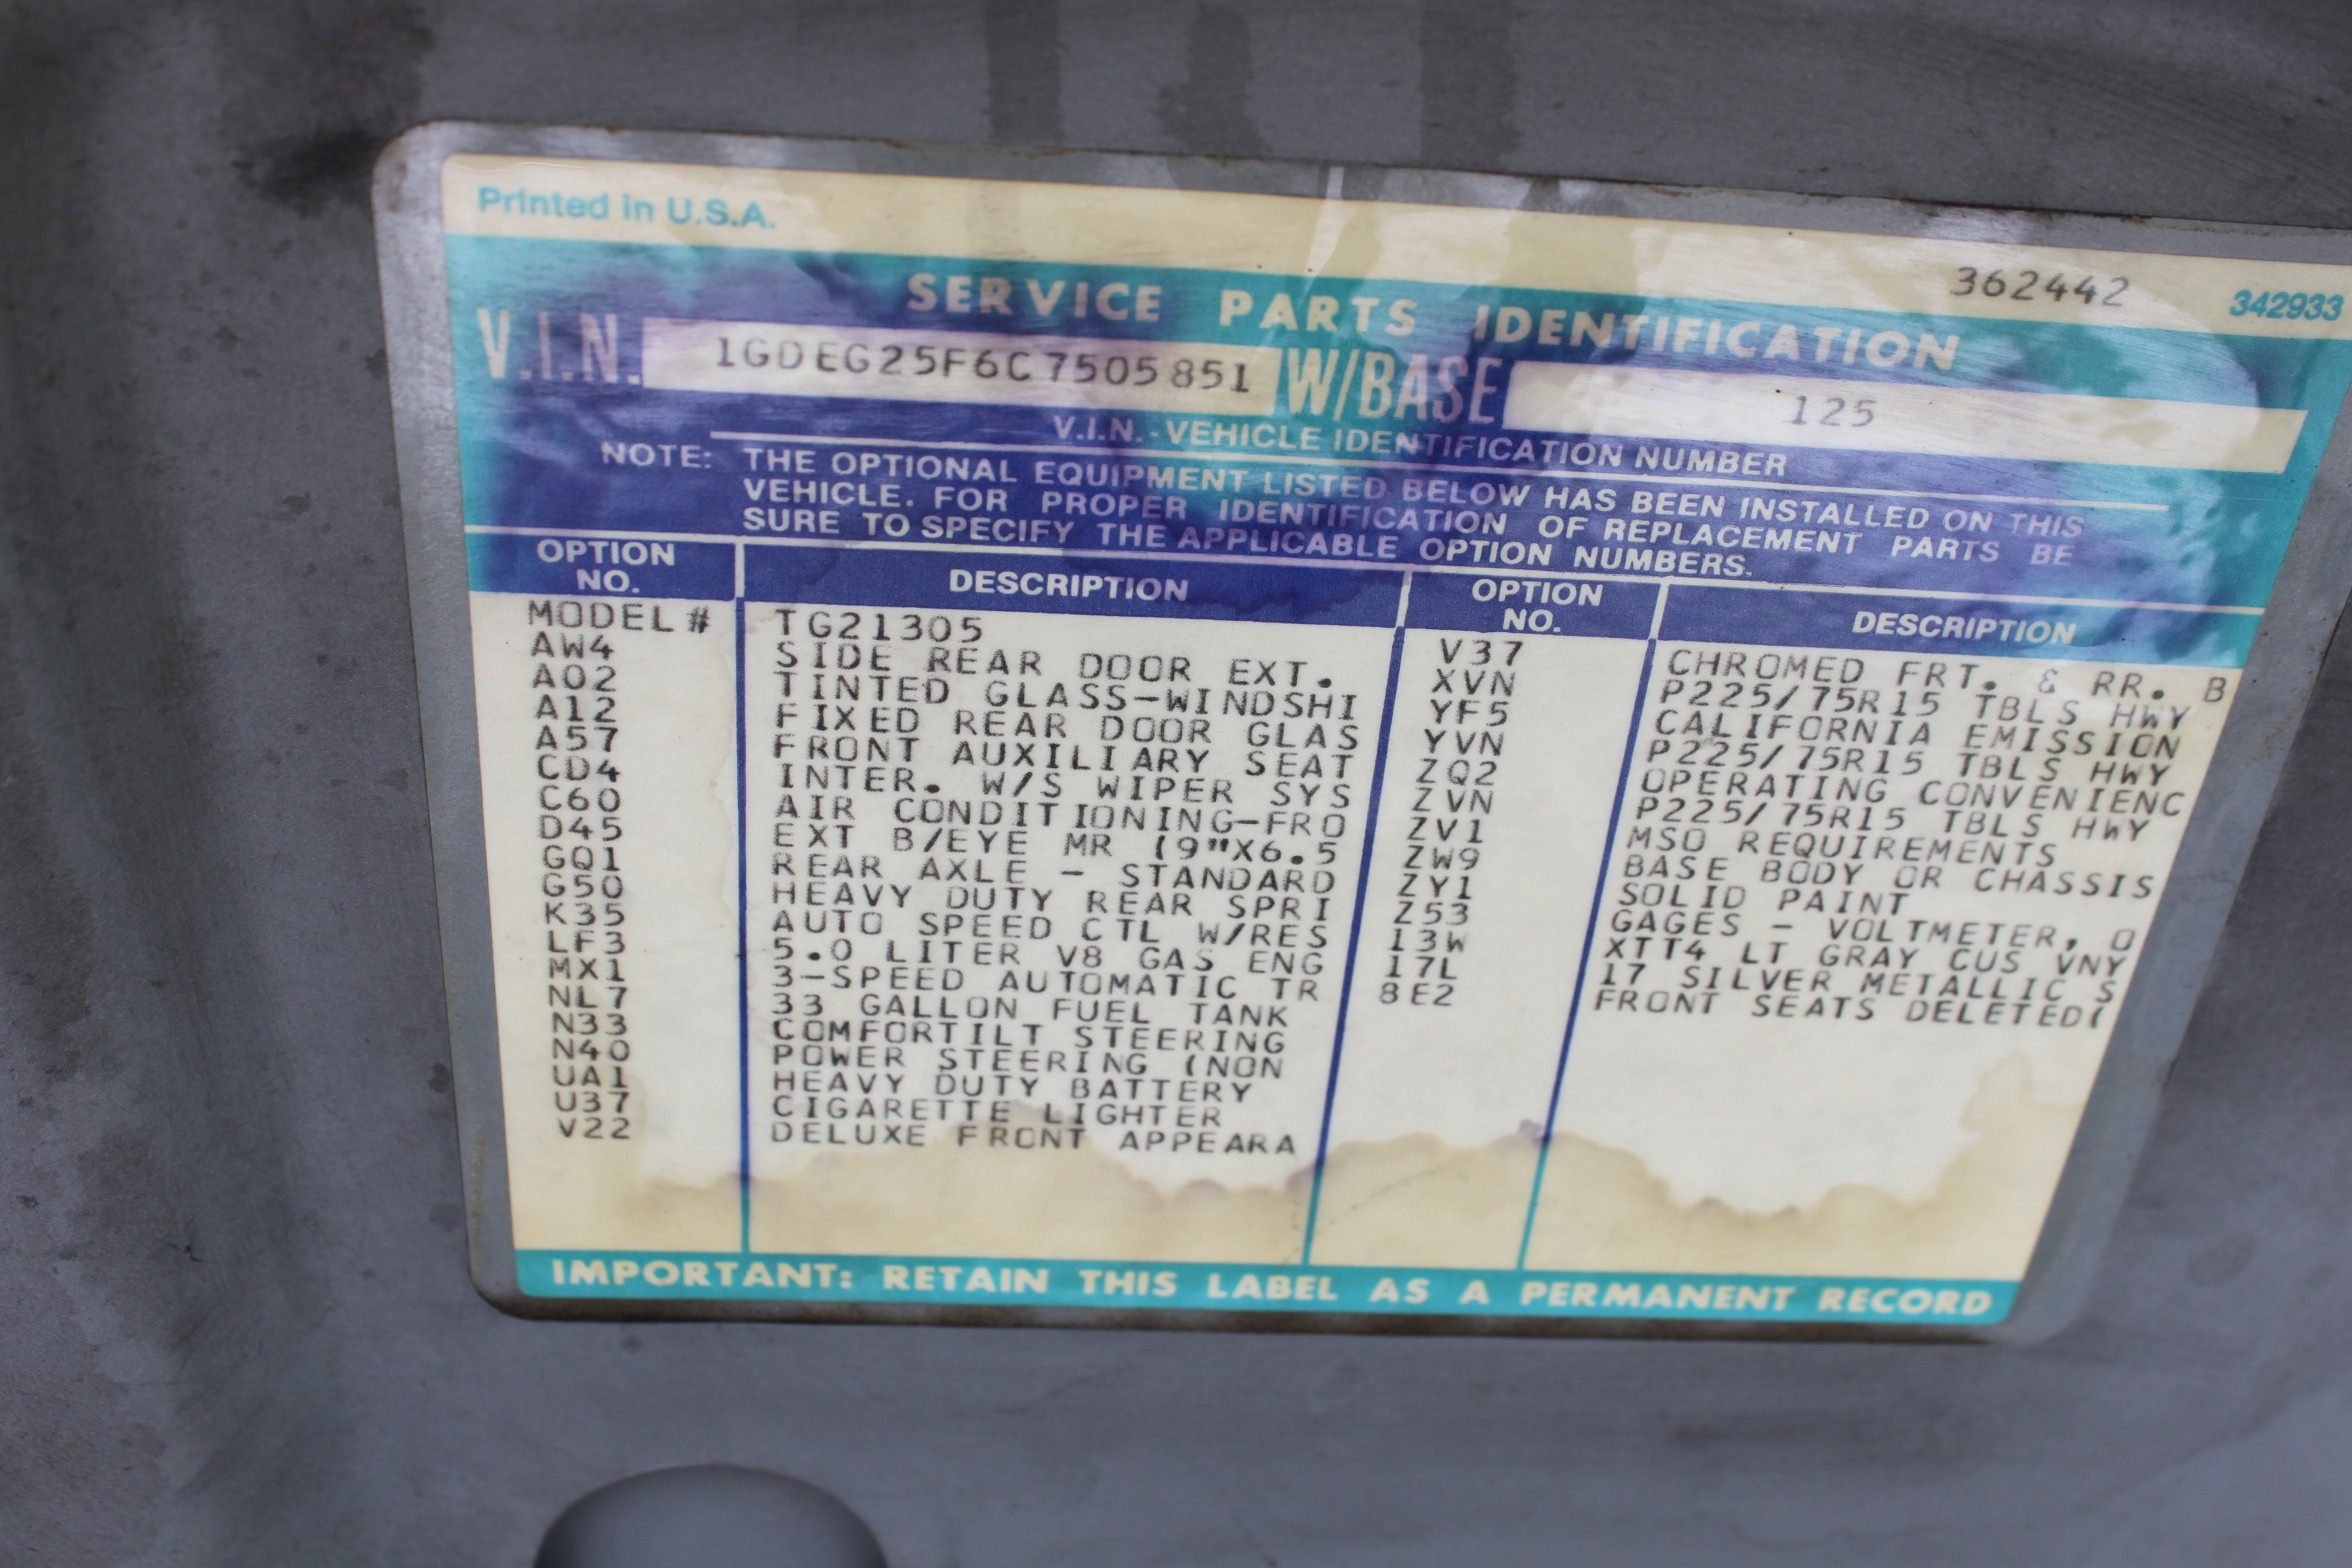 Printed in U.S.A.
362442 342933
SERVICE PARTS IDENTIFICATION
V.I.N. 1GDEG25F6C7505851 W/BASE 125
V.I.N.-VEHICLE IDENTIFICATION NUMBER
NOTE: THE OPTIONAL EQUIPMENT LISTED BELOW HAS BEEN INSTALLED ON THIS
VEHICLE. FOR PROPER IDENTIFICATION OF REPLACEMENT PARTS BE
SURE TO SPECIFY THE APPLICABLE OPTION NUMBERS.
OPTION NO. DESCRIPTION
MODEL# TG21305
AW4 SIDE REAR DOOR EXT.
A02 TINTED GLASS-WINDSHI
A12 FIXED REAR DOOR GLAS
A57 FRONT AUXILIARY SEAT
CD4 INTER. W/S WIPER SYS
C60 AIR CONDITIONING-FRO
D45 EXT B/EYE MR (9"X6.5
GQ1 REAR AXLE - STANDARD
G50 HEAVY DUTY REAR SPRI
K35 AUTO SPEED CTL W/RES
LF3 5.0 LITER V8 GAS ENG
MX1 3-SPEED AUTOMATIC TR
NL7 33 GALLON FUEL TANK
N33 COMFORTILT STEERING
N40 POWER STEERING (NON
UA1 HEAVY DUTY BATTERY
U37 CIGARETTE LIGHTER
V22 DELUXE FRONT APPEARA
OPTION NO. DESCRIPTION
V37 CHROMED FRT. & RR. B
XVN P225/75R15 TBLS HWY
YF5 CALIFORNIA EMISSION
YVN P225/75R15 TBLS HWY
ZQ2 OPERATING CONVENIENC
ZVN P225/75R15 TBLS HWY
ZV1 MSO REQUIREMENTS
ZW9 BASE BODY OR CHASSIS
ZY1 SOLID PAINT
Z53 GAGES - VOLTMETER, O
13W XTT4 LT GRAY CUS VNY
17L 17 SILVER METALLIC S
8E2 FRONT SEATS DELETED(
IMPORTANT: RETAIN THIS LABEL AS A PERMANENT RECORD